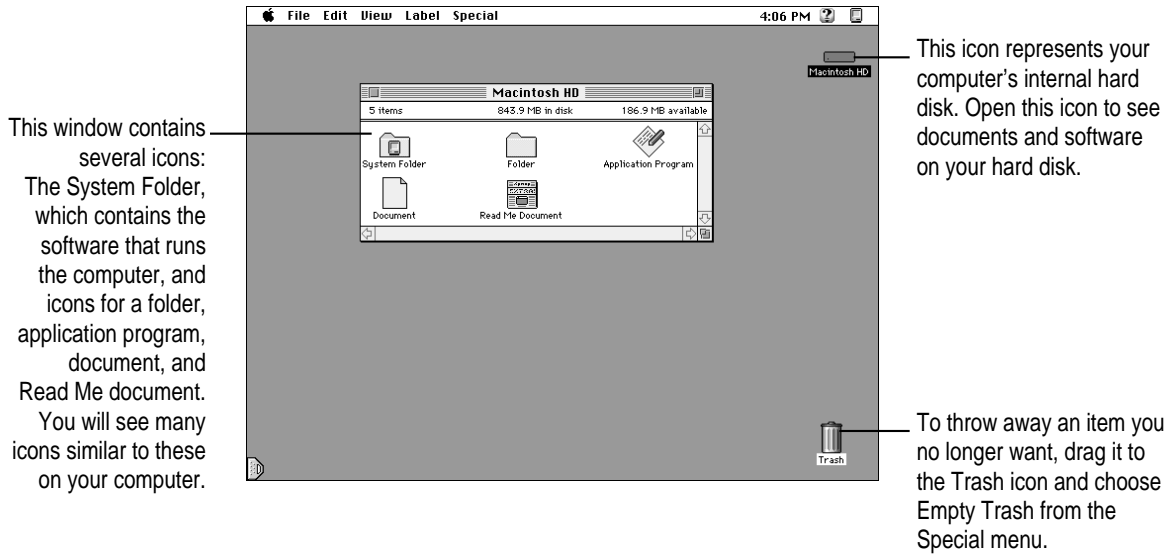 File Edit View Label Special 4:06 PM
Macintosh HD
Macintosh HD
5 items 843.9 MB in disk 186.9 MB available
System Folder Folder Application Program
Document Read Me Document
Trash
This window contains
several icons:
The System Folder,
which contains the
software that runs
the computer, and
icons for a folder,
application program,
document, and
Read Me document.
You will see many
icons similar to these
on your computer.
This icon represents your
computer’s internal hard
disk. Open this icon to see
documents and software
on your hard disk.
To throw away an item you
no longer want, drag it to
the Trash icon and choose
Empty Trash from the
Special menu.